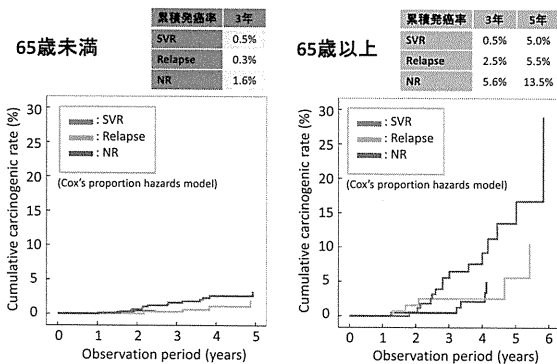 65歳未満
累積発癌率 3年
SVR 0.5%
Relapse 0.3%
NR 1.6%
65歳以上
累積発癌率 3年 5年
SVR 0.5% 5.0%
Relapse 2.5% 5.5%
NR 5.6% 13.5%
Cumulative carcinogenic rate (%)
30
25
20
15
10
5
0
: SVR
: Relapse
: NR
(Cox's proportion hazards model)
0 1 2 3 4 5
Observation period (years)
Cumulative carcinogenic rate (%)
30
25
20
15
10
5
0
: SVR
: Relapse
: NR
(Cox's proportion hazards model)
0 1 2 3 4 5 6
Observation period (years)